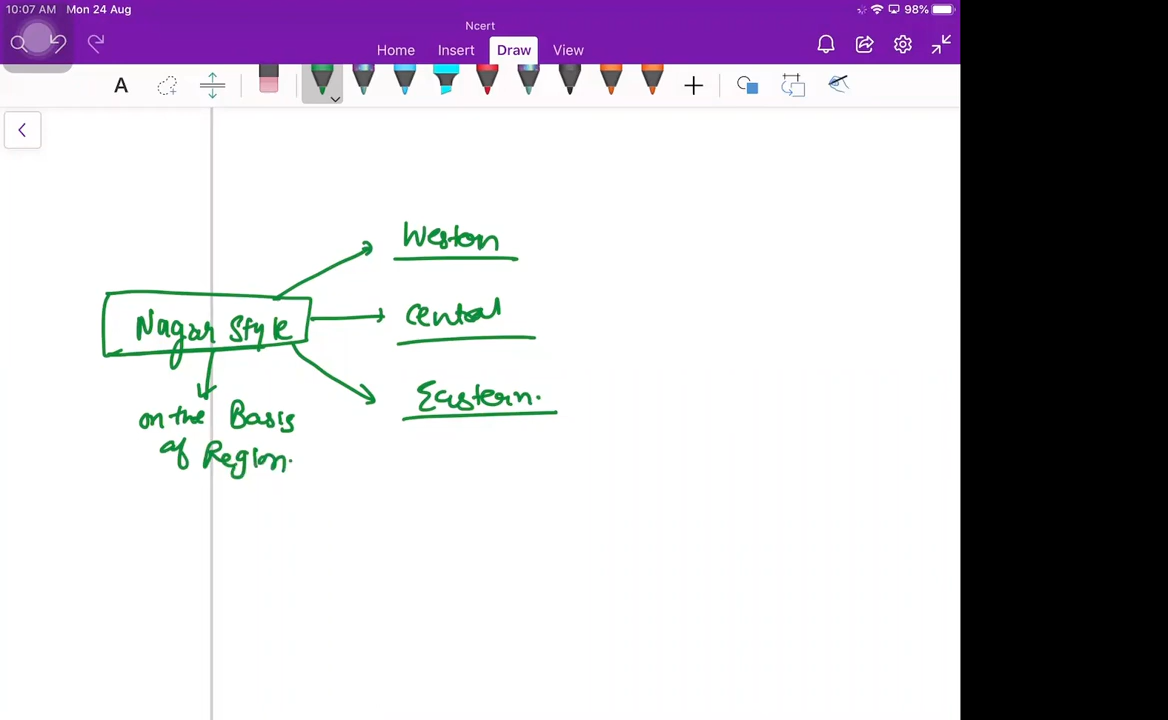 10:07 AM Mon 24 Aug 98%
Ncert
Home Insert Draw View
A
Weston
Nagar Style
Central
on the Basis
of Region.
Eastern.